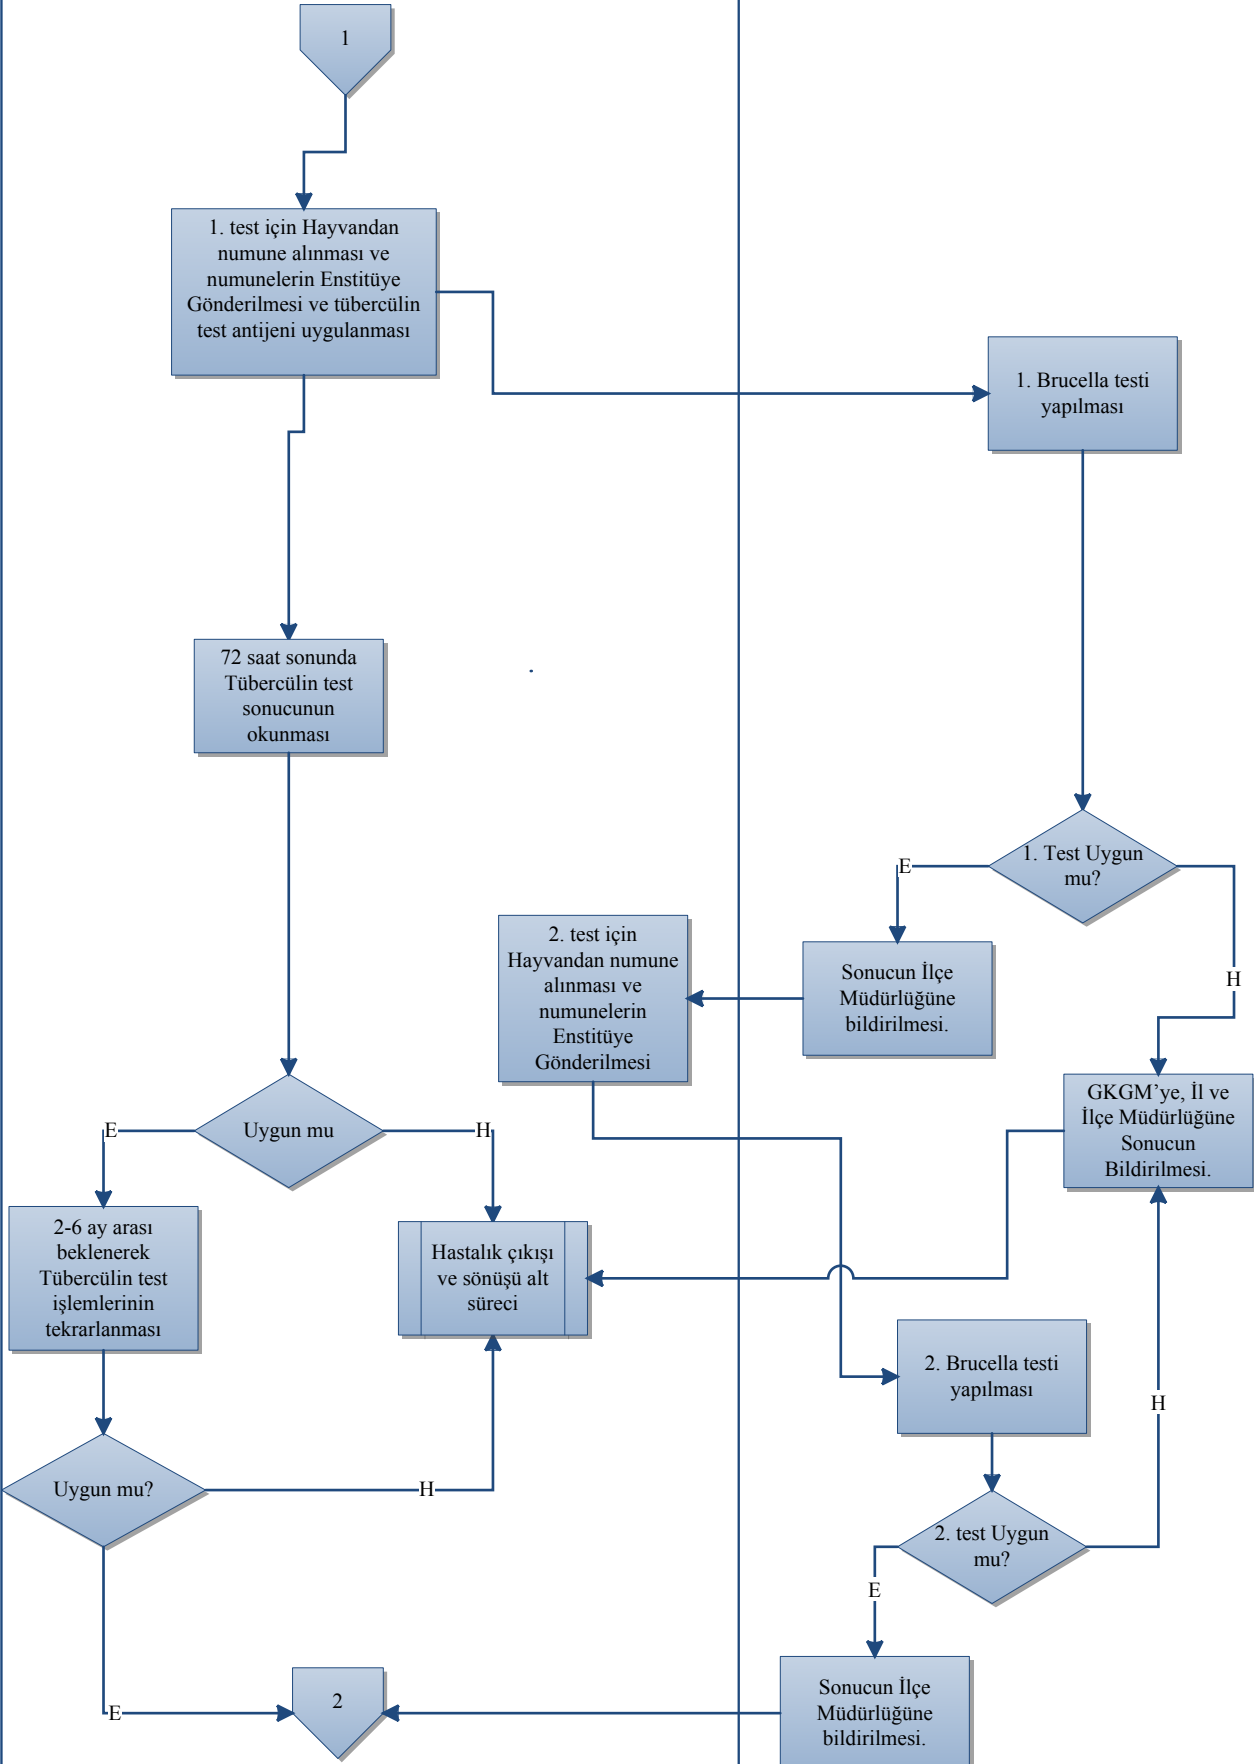 1
1. test için Hayvandan
numune alınması ve
numunelerin Enstitüye
Gönderilmesi ve tübercülin
test antijeni uygulanması
1. Brucella testi
yapılması
72 saat sonunda
Tübercülin test
sonucunun
okunması
1. Test Uygun
mu?
E
H
2. test için
Hayvandan numune
alınması ve
numunelerin
Enstitüye
Gönderilmesi
Sonucun İlçe
Müdürlüğüne
bildirilmesi.
GKGM’ye, İl ve
İlçe Müdürlüğüne
Sonucun
Bildirilmesi.
Uygun mu
E
H
2-6 ay arası
beklenerek
Tübercülin test
işlemlerinin
tekrarlanması
Hastalık çıkışı
ve sönüşü alt
süreci
2. Brucella testi
yapılması
H
Uygun mu?
H
2. test Uygun
mu?
E
Sonucun İlçe
Müdürlüğüne
bildirilmesi.
E
2